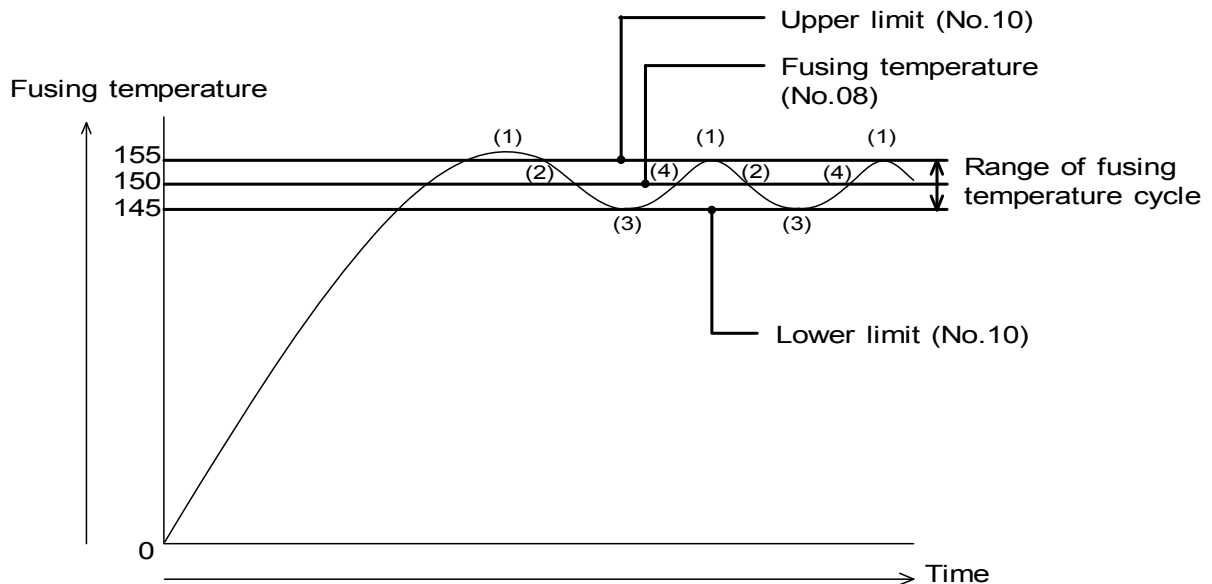 Upper limit (No.10)
Fusing temperature
(No.08)
Fusing temperature
(1) (1) (1)
155
(2) (4) (2) (4)
150
Range of fusing
temperature cycle
145
(3) (3)
Lower limit (No.10)
0
Time